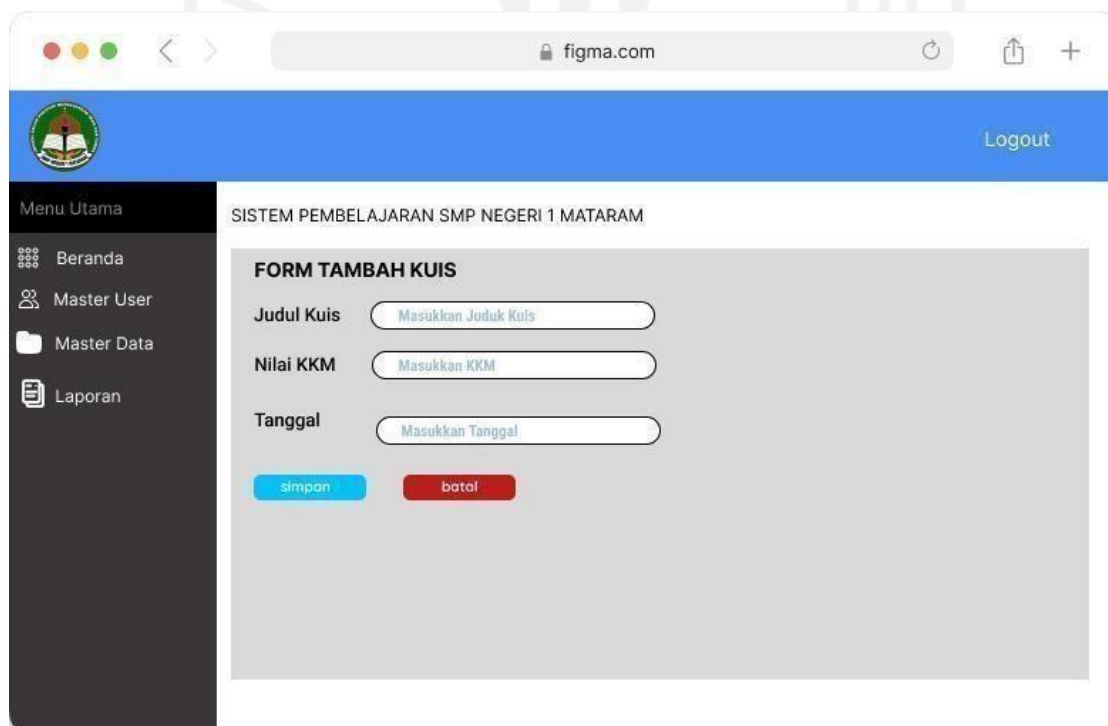 figma.com
Logout
Menu Utama
Beranda
Master User
Master Data
Laporan
SISTEM PEMBELAJARAN SMP NEGERI 1 MATARAM
FORM TAMBAH KUIS
Judul Kuis Masukkan Juduk Kuis
Nilai KKM Masukkan KKM
Tanggal Masukkan Tanggal
simpan batal